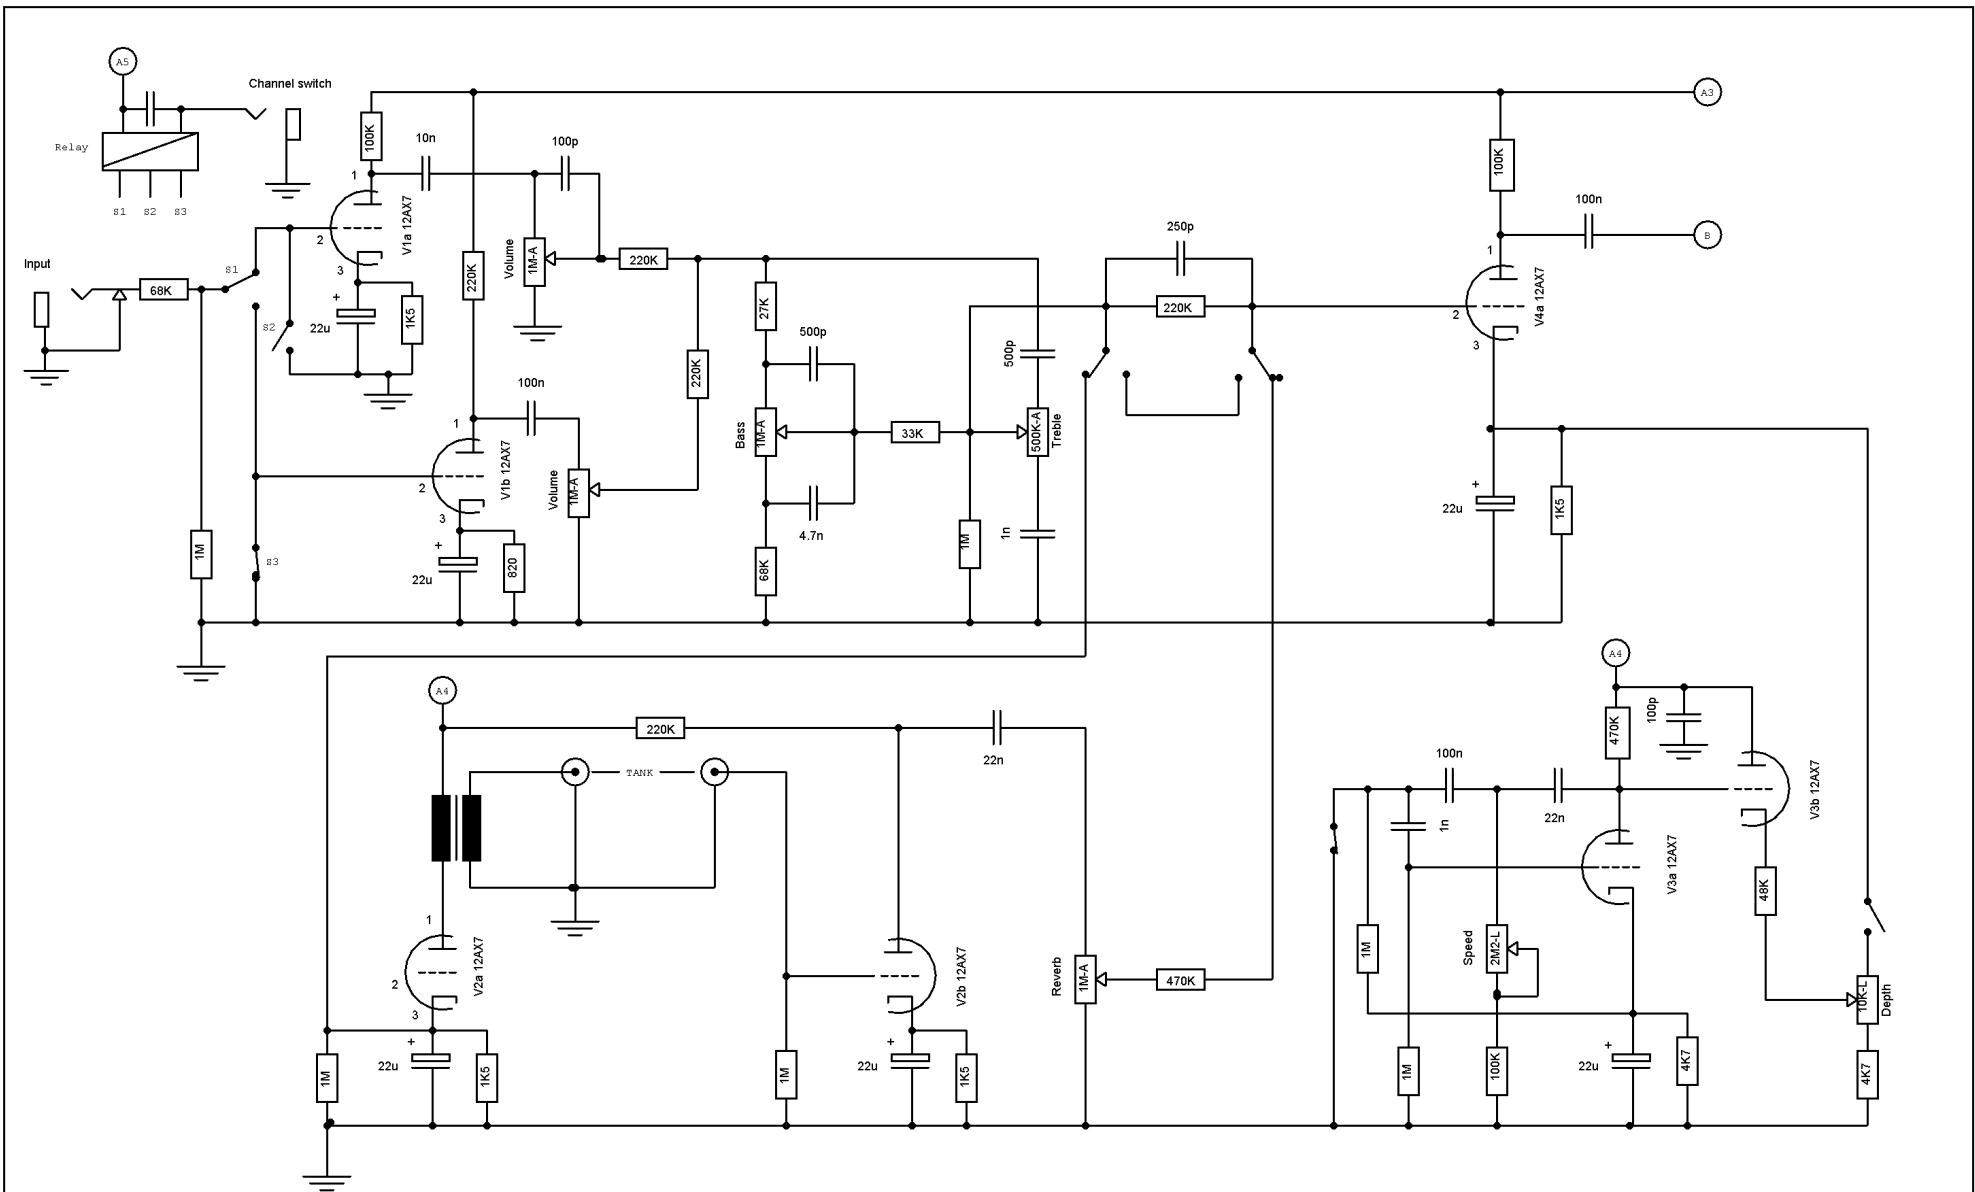 A5
Channel switch
Relay
S1 S2 S3
Input
68K
S1
S2
S3
1M
100K
10n
100p
1
2
3
V1a 12AX7
+
22u
1K5
220K
Volume
1M-A
220K
220K
100n
1
2
3
V1b 12AX7
Volume
1M-A
+
22u
820
27K
500p
Bass
1M-A
4.7n
68K
33K
1M
500p
500K-A
Treble
1n
250p
220K
A3
100K
100n
B
1
2
3
V4a 12AX7
+
22u
1K5
A4
220K
22n
TANK
1
2
3
V2a 12AX7
1M
+
22u
1K5
1M
V2b 12AX7
+
22u
1K5
Reverb
1M-A
470K
A4
470K
100p
100n
22n
1n
V3b 12AX7
V3a 12AX7
48K
1M
Speed
2M2-L
1M
100K
+
22u
4K7
10K-L
Depth
4K7